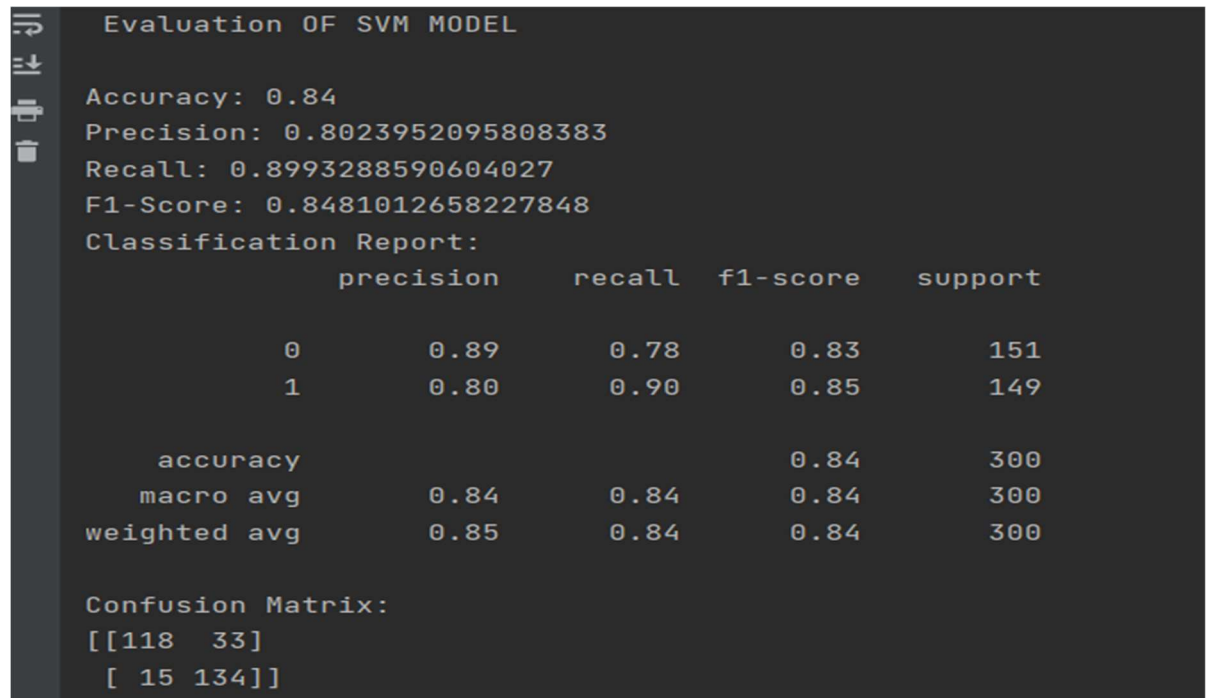 Evaluation OF SVM MODEL
Accuracy: 0.84
Precision: 0.8023952095808383
Recall: 0.8993288590604027
F1-Score: 0.8481012658227848
Classification Report:
precision recall f1-score support
0 0.89 0.78 0.83 151
1 0.80 0.90 0.85 149
accuracy 0.84 300
macro avg 0.84 0.84 0.84 300
weighted avg 0.85 0.84 0.84 300
Confusion Matrix:
[[118  33]
[ 15 134]]